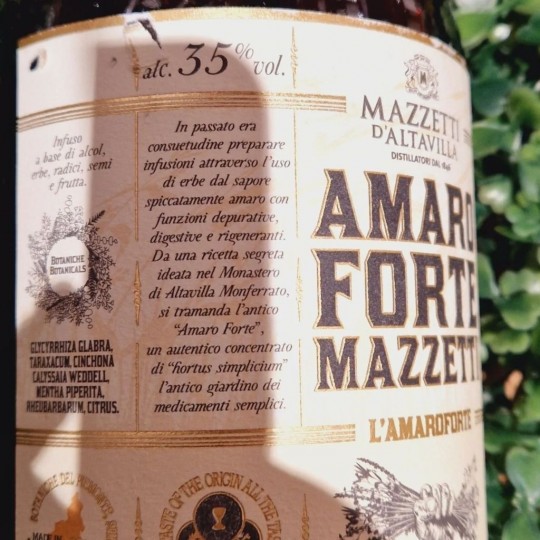 alc. 35% vol.
Infuso
a base di alcol,
erbe, radici, semi
e frutta.
BOTANICHE
BOTANICALS
GLYCYRRHIZA GLABRA,
TARAXACUM, CINCHONA
CALYSSAIA WEDDELL,
MENTHA PIPERITA,
RHEUBARBARUM, CITRUS.
In passato era
consuetudine preparare
infusioni attraverso l'uso
di erbe dal sapore
spiccatamente amaro con
funzioni depurative,
digestive e rigeneranti.
Da una ricetta segreta
ideata nel Monastero
di Altavilla Monferrato,
si tramanda l'antico
"Amaro Forte",
un autentico concentrato
di "hortus simplicium"
l'antico giardino dei
medicamenti semplici.
M
MAZZETTI
D'ALTAVILLA
DISTILLATORI DAL 1846
AMARO
FORTE
MAZZETTI
L'AMAROFORTE
MADE IN
TASTE OF THE ORIGIN ALL THE